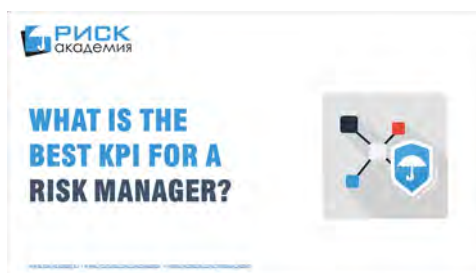 РИСК
академия
WHAT IS THE
BEST KPI FOR A
RISK MANAGER?